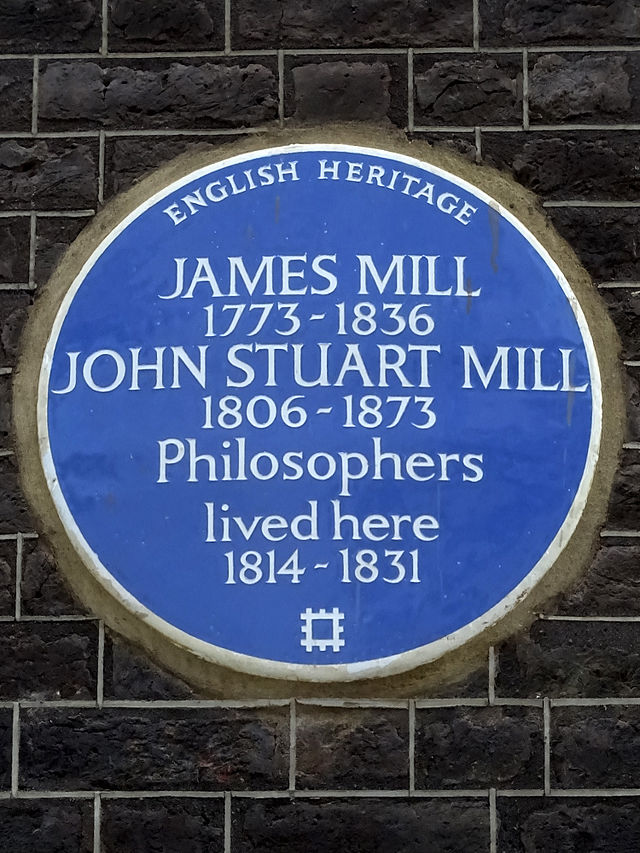 ENGLISH HERITAGE
JAMES MILL
1773-1836
JOHN STUART MILL
1806-1873
Philosophers
lived here
1814-1831